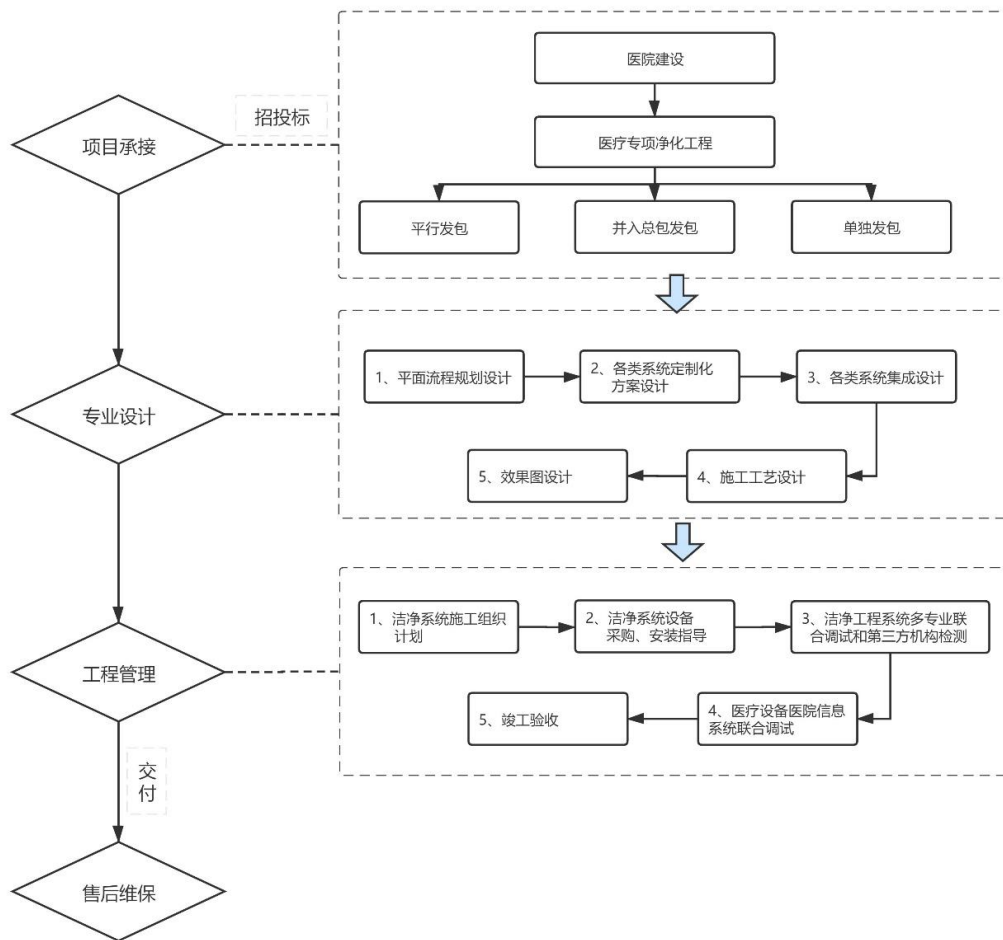 医院建设
招投标
项目承接
医疗专项净化工程
平行发包
并入总包发包
单独发包
专业设计
1、平面流程规划设计
2、各类系统定制化
方案设计
3、各类系统集成设计
4、施工工艺设计
5、效果图设计
工程管理
1、洁净系统施工组织
计划
2、洁净系统设备
采购、安装指导
3、洁净工程系统多专业联
合调试和第三方机构检测
4、医疗设备医院信息
系统联合调试
5、竣工验收
交
付
售后维保